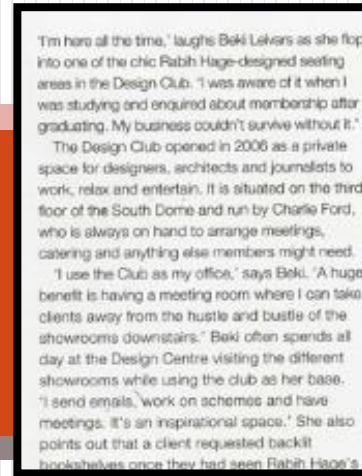 'I'm here all the time,' laughs Beki Leivars as she flop
into one of the chic Rabih Hage-designed seating
areas in the Design Club. 'I was aware of it when I
was studying and enquired about membership after
graduating. My business couldn't survive without it.'
The Design Club opened in 2006 as a private
space for designers, architects and journalists to
work, relax and entertain. It is situated on the third
floor of the South Dome and run by Charlie Ford,
who is always on hand to arrange meetings,
catering and anything else members might need.
'I use the Club as my office,' says Beki. 'A huge
benefit is having a meeting room where I can take
clients away from the hustle and bustle of the
showrooms downstairs.' Beki often spends all
day at the Design Centre visiting the different
showrooms while using the club as her base.
'I send emails, work on schemes and have
meetings. It's an inspirational space.' She also
points out that a client requested backlit
bookshelves once they had seen Rabih Hage's